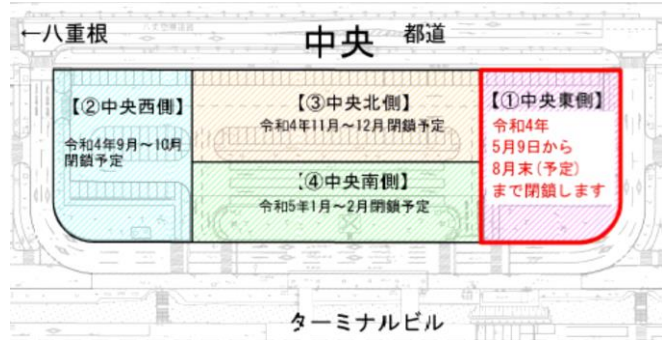 ←八重根
中央
都道
【②中央西側】
令和4年9月～10月
閉鎖予定
【③中央北側】
令和4年11月～12月閉鎖予定
【①中央東側】
令和4年
5月9日から
8月末(予定)
まで閉鎖します
【④中央南側】
令和5年1月～2月閉鎖予定
ターミナルビル